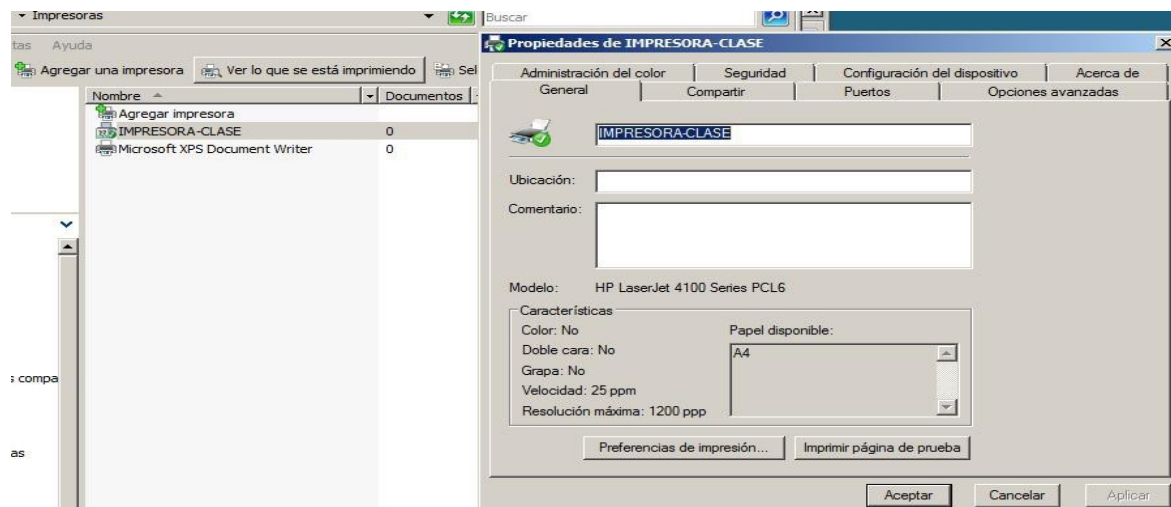 Impresoras
Buscar
tas Ayuda
Agregar una impresora Ver lo que se está imprimiendo Sel
Nombre Documentos
Agregar impresora
IMPRESORA-CLASE 0
Microsoft XPS Document Writer 0
s compa
as
Propiedades de IMPRESORA-CLASE
Administración del color Seguridad Configuración del dispositivo Acerca de
General Compartir Puertos Opciones avanzadas
IMPRESORA-CLASE
Ubicación:
Comentario:
Modelo: HP LaserJet 4100 Series PCL6
Características
Color: No Papel disponible:
Doble cara: No A4
Grapa: No
Velocidad: 25 ppm
Resolución máxima: 1200 ppp
Preferencias de impresión... Imprimir página de prueba
Aceptar Cancelar Aplicar